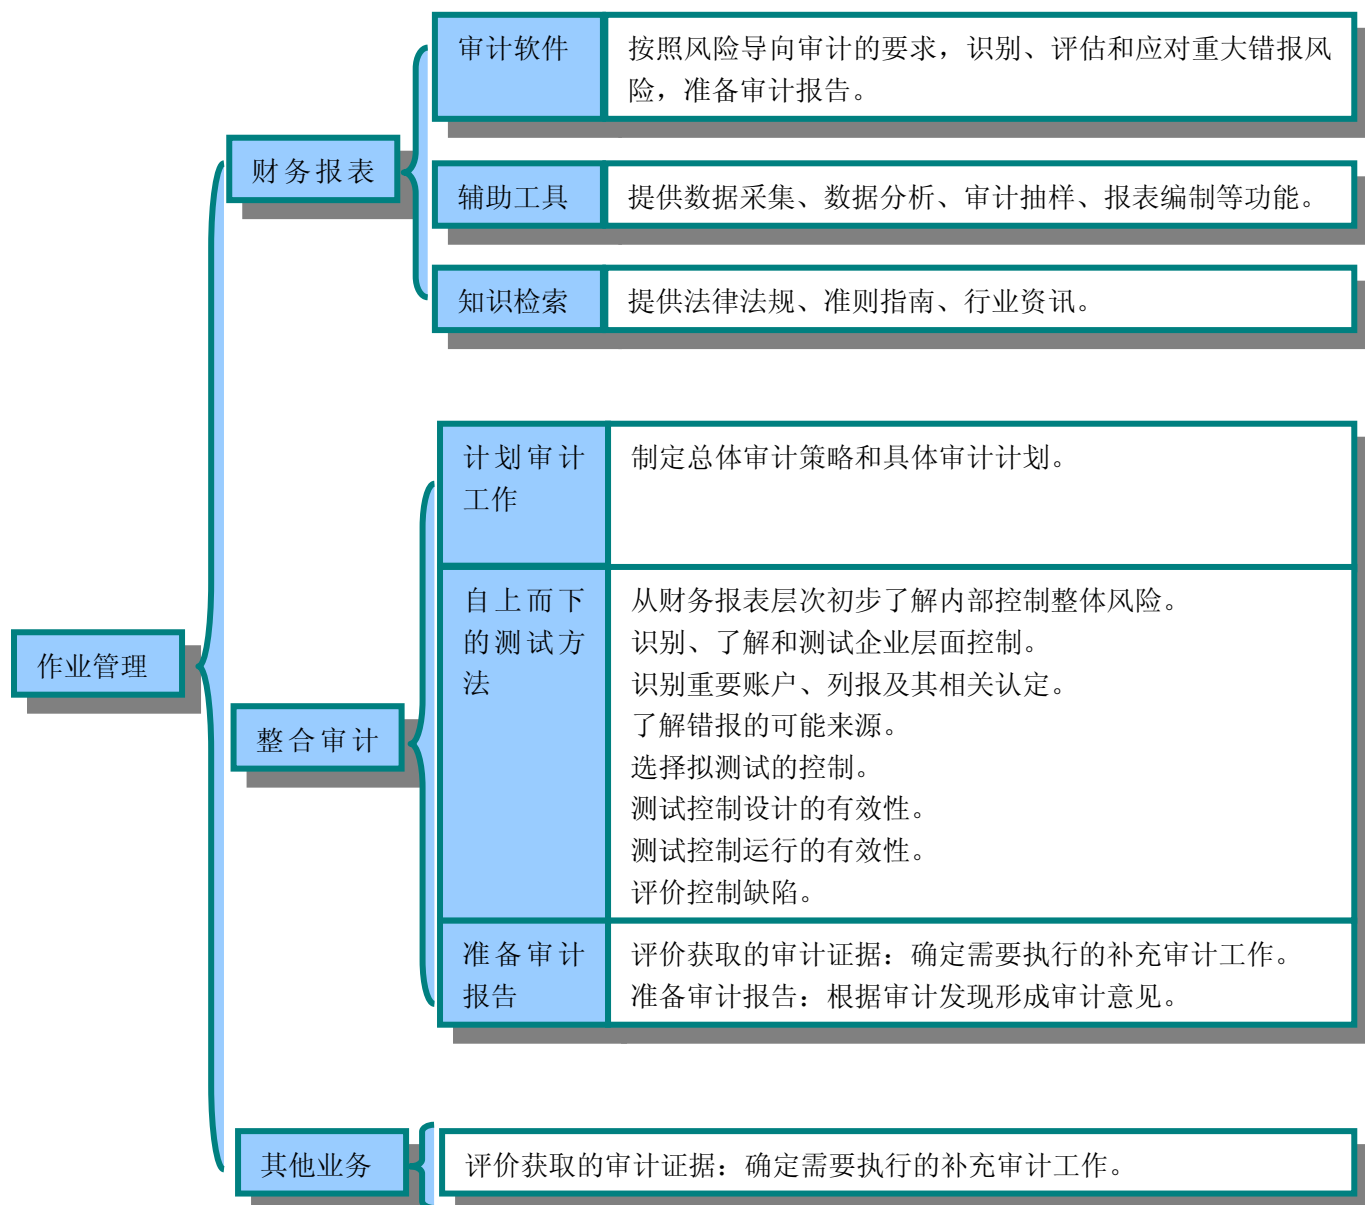 审计软件
按照风险导向审计的要求，识别、评估和应对重大错报风
险，准备审计报告。
财务报表
辅助工具
提供数据采集、数据分析、审计抽样、报表编制等功能。
知识检索
提供法律法规、准则指南、行业资讯。
计划审计
工作
制定总体审计策略和具体审计计划。
自上而下
的测试方
法
从财务报表层次初步了解内部控制整体风险。
识别、了解和测试企业层面控制。
识别重要账户、列报及其相关认定。
了解错报的可能来源。
选择拟测试的控制。
测试控制设计的有效性。
测试控制运行的有效性。
评价控制缺陷。
作业管理
整合审计
准备审计
报告
评价获取的审计证据：确定需要执行的补充审计工作。
准备审计报告：根据审计发现形成审计意见。
其他业务
评价获取的审计证据：确定需要执行的补充审计工作。